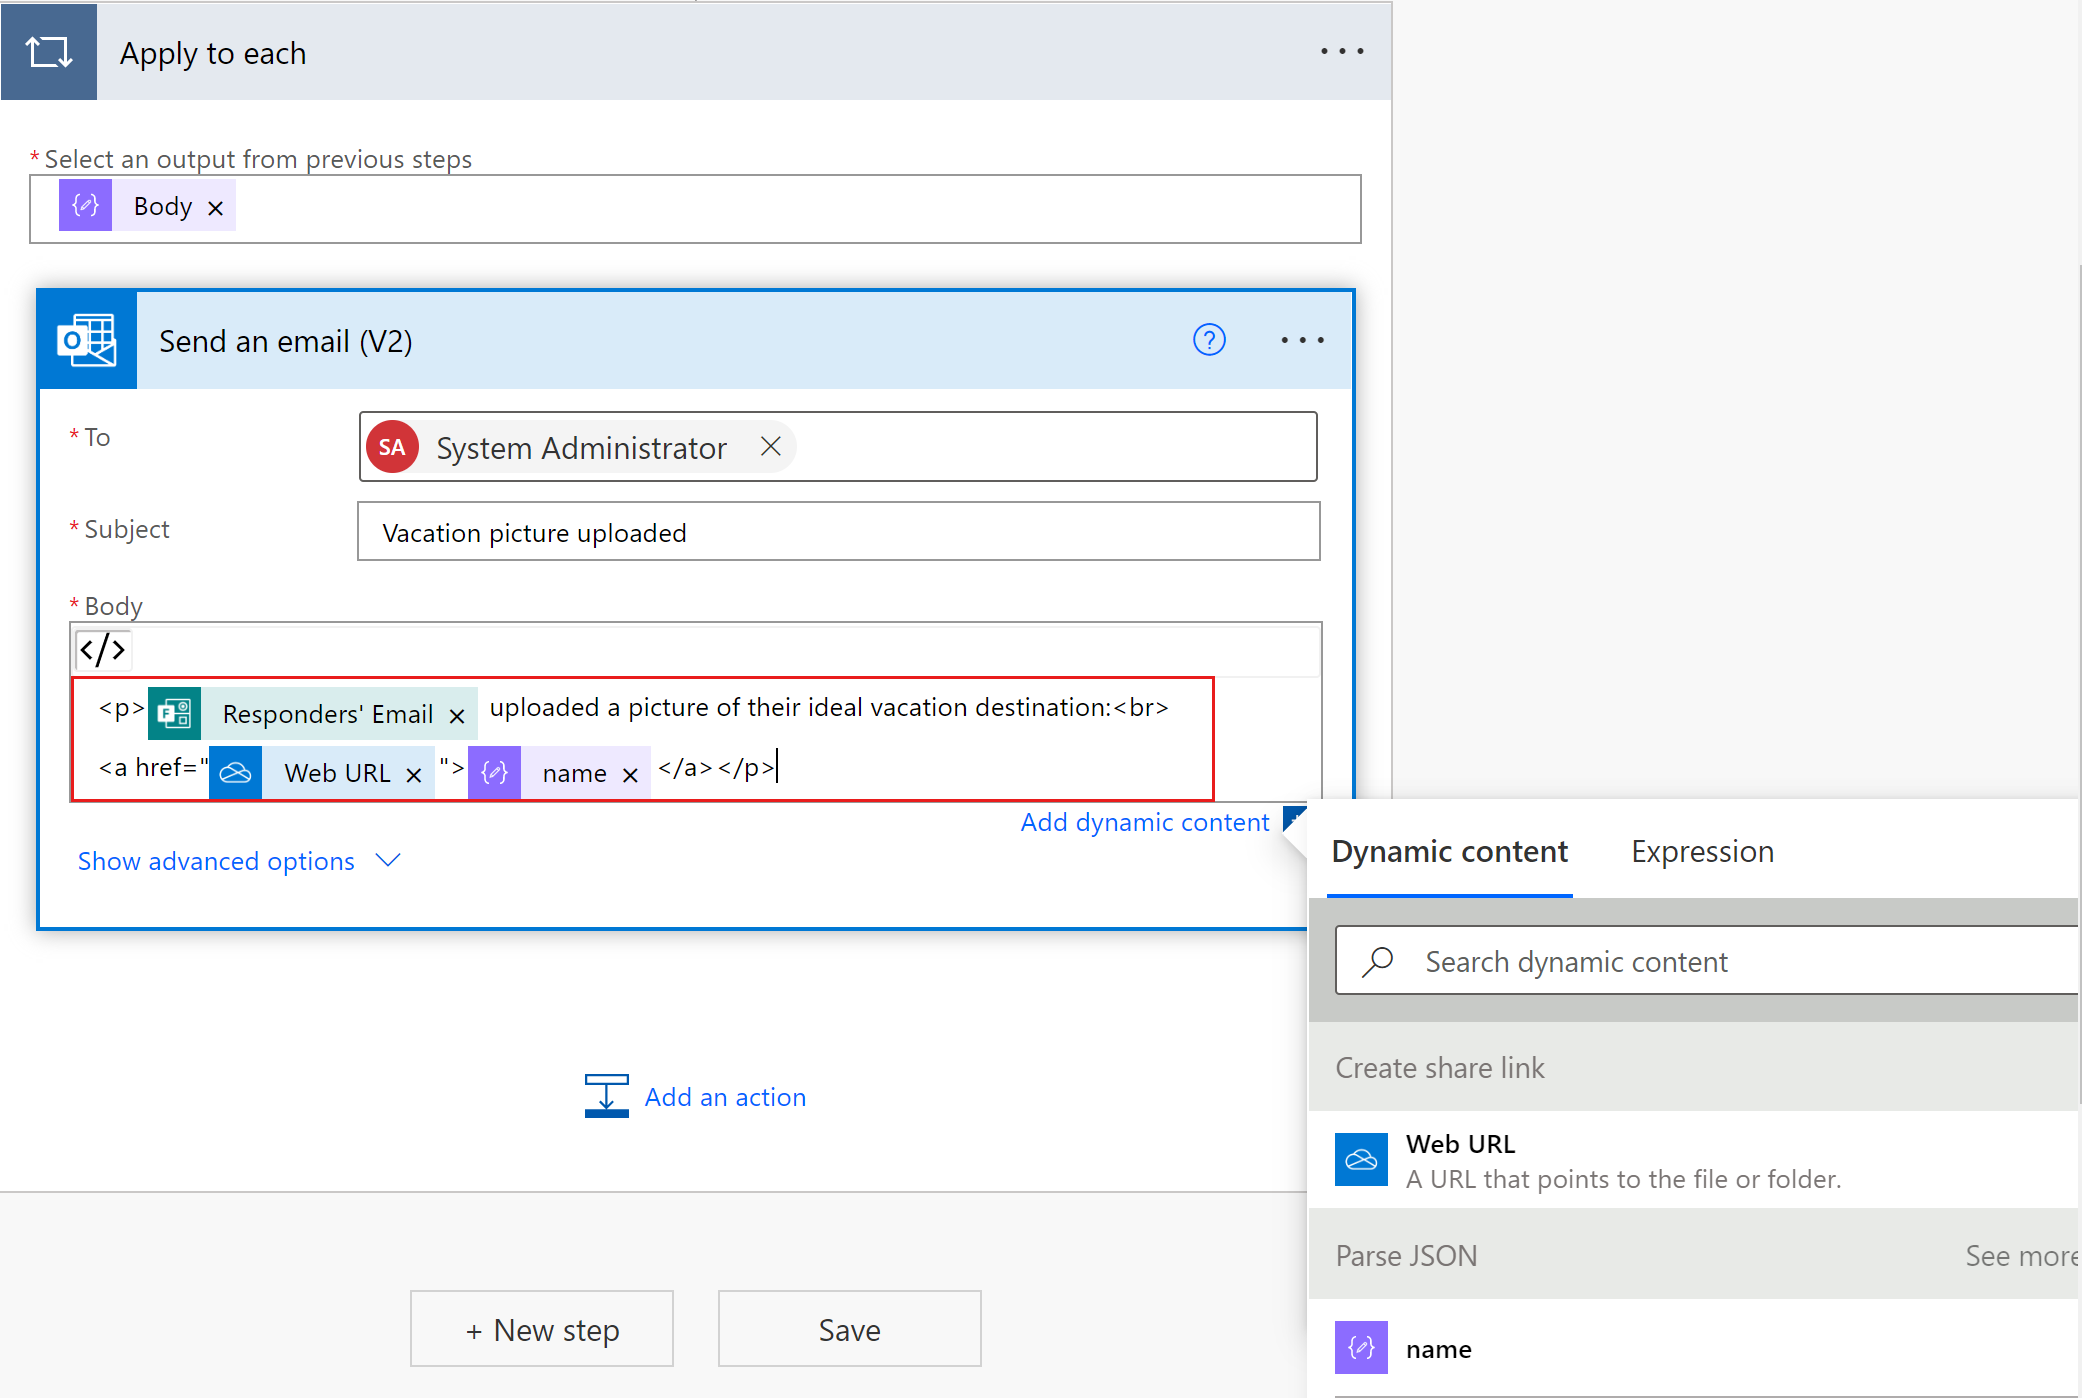 Apply to each
* Select an output from previous steps
Body
Send an email (V2)
* To
SA System Administrator
* Subject
Vacation picture uploaded
* Body
</>
<p> Responders' Email uploaded a picture of their ideal vacation destination:<br>
<a href=" Web URL "> name </a></p>
Add dynamic content
Show advanced options
Dynamic content Expression
Search dynamic content
Create share link
Web URL
A URL that points to the file or folder.
Parse JSON See more
name
Add an action
+ New step Save